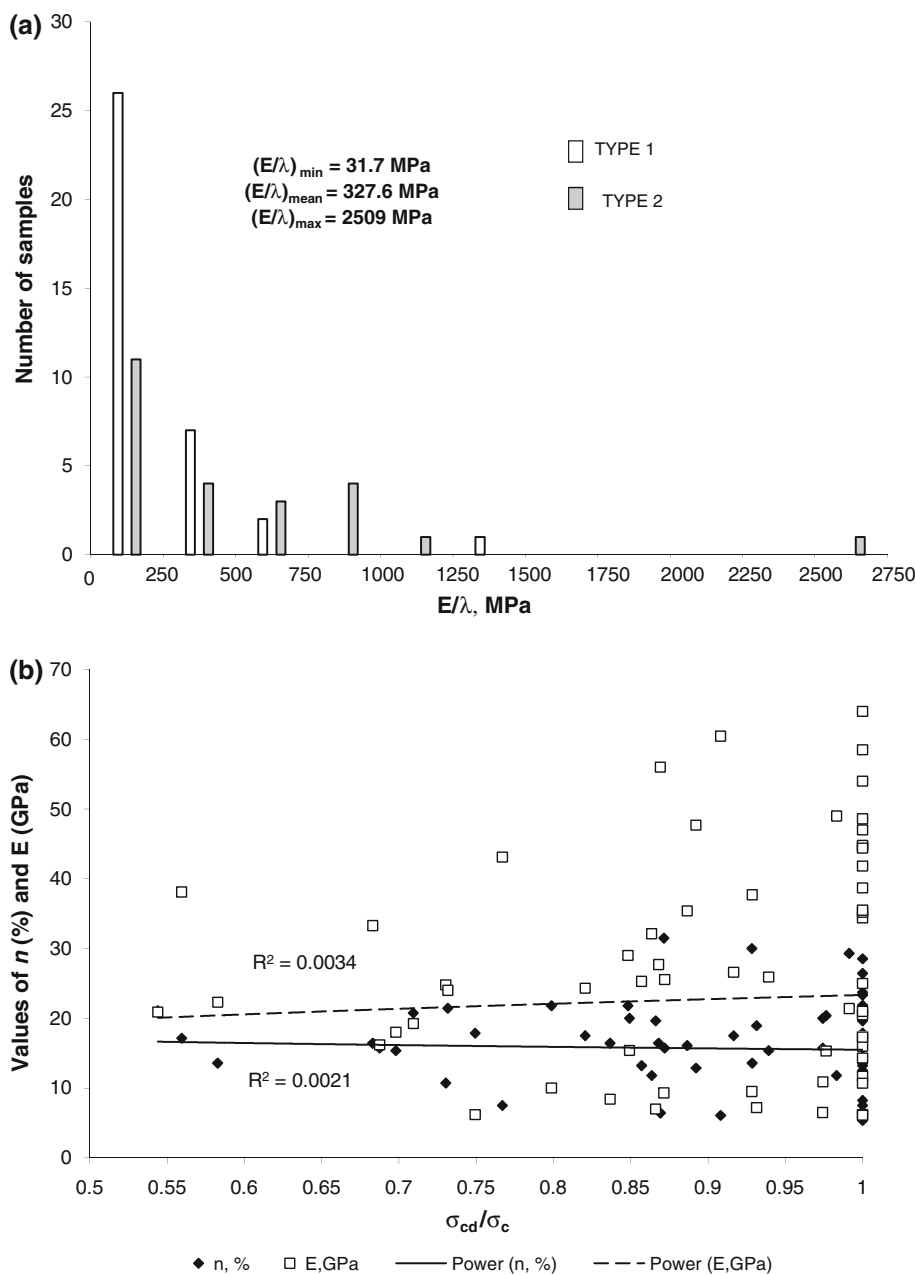 (a)
30
25
20
15
10
5
0
Number of samples
(E/λ)min = 31.7 MPa
(E/λ)mean = 327.6 MPa
(E/λ)max = 2509 MPa
TYPE 1
TYPE 2
0 250 500 750 1000 1250 1500 1750 2000 2250 2500 2750
E/λ, MPa
(b)
70
60
50
40
30
20
10
0
Values of n (%) and E (GPa)
R² = 0.0034
R² = 0.0021
0.5 0.55 0.6 0.65 0.7 0.75 0.8 0.85 0.9 0.95 1
σcd/σc
n, % E,GPa Power (n, %) Power (E,GPa)